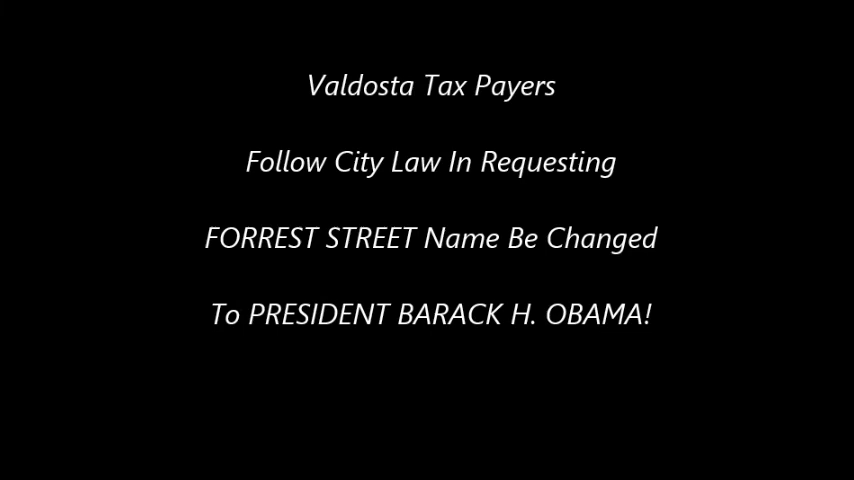 Valdosta Tax Payers
Follow City Law In Requesting
FORREST STREET Name Be Changed
To PRESIDENT BARACK H. OBAMA!